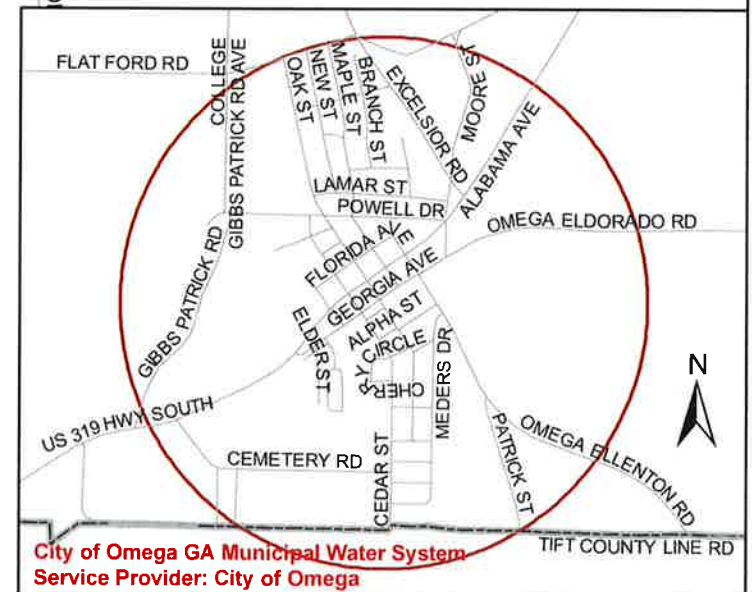 FLAT FORD RD
COLLEGE
GIBBS PATRICK RD AVE
OAK ST
NEW ST
MAPLE ST
BRANCH ST
EXCELSIOR RD
MOORE ST
ALABAMA AVE
LAMAR ST
POWELL DR
OMEGA ELDORADO RD
FLORIDA AVE
GEORGIA AVE
GIBBS PATRICK RD
ELDER ST
ALPHA ST
CHERRY CIRCLE
MEDERS DR
N
US 319 HWY SOUTH
CEMETERY RD
CEDAR ST
PATRICK ST
OMEGA ELLENTON RD
TIFT COUNTY LINE RD
City of Omega GA Municipal Water System
Service Provider: City of Omega